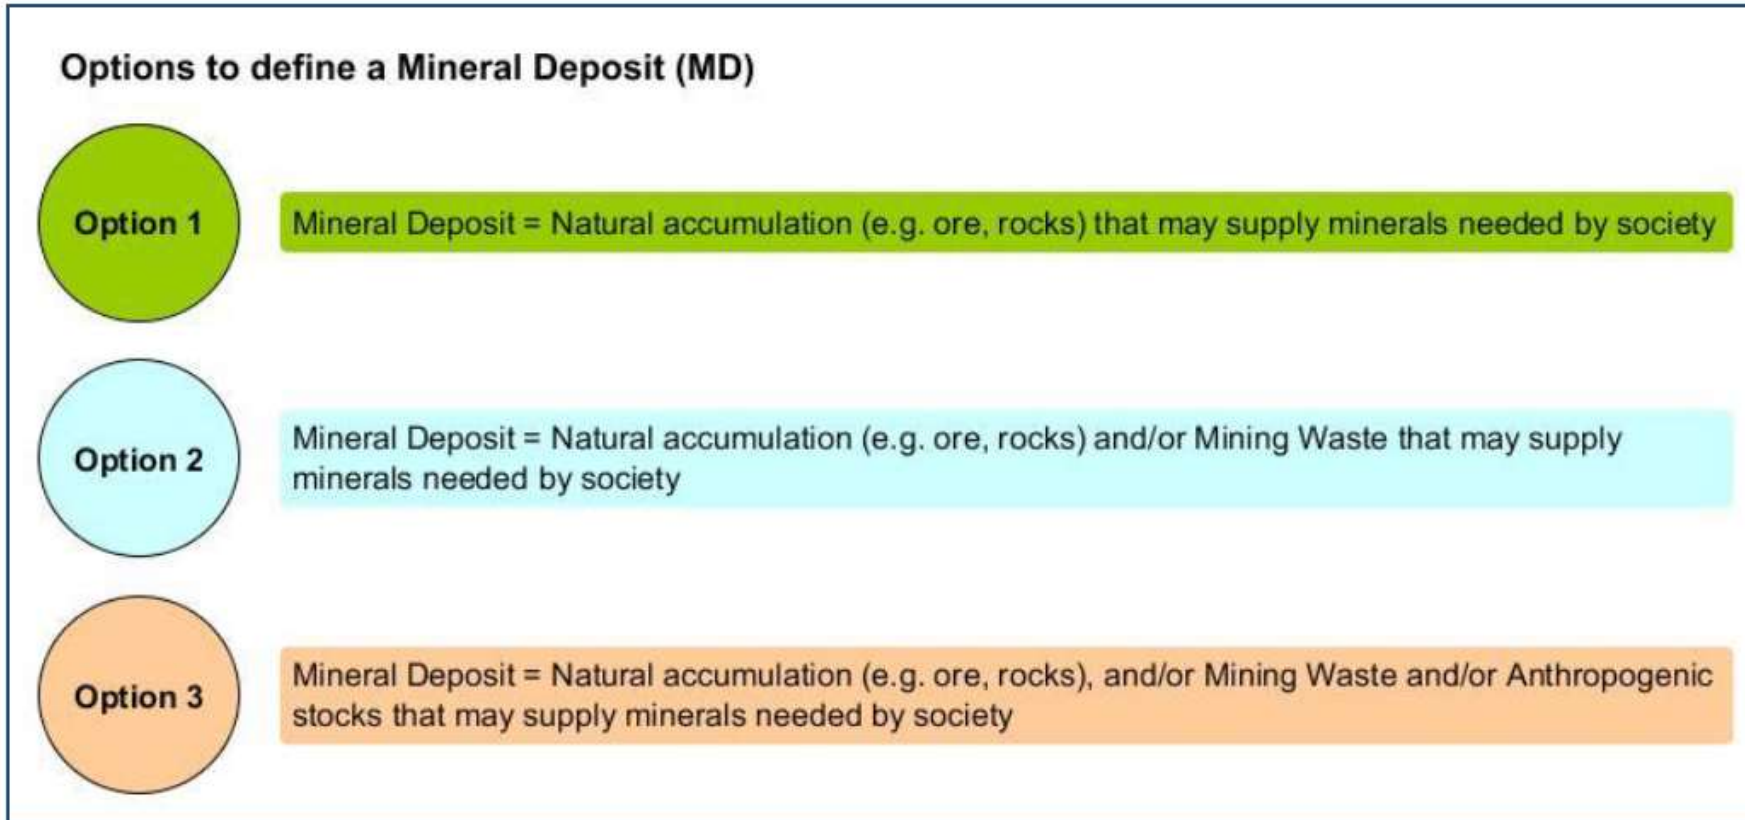 Options to define a Mineral Deposit (MD)
Option 1
Mineral Deposit = Natural accumulation (e.g. ore, rocks) that may supply minerals needed by society
Option 2
Mineral Deposit = Natural accumulation (e.g. ore, rocks) and/or Mining Waste that may supply
minerals needed by society
Option 3
Mineral Deposit = Natural accumulation (e.g. ore, rocks), and/or Mining Waste and/or Anthropogenic
stocks that may supply minerals needed by society